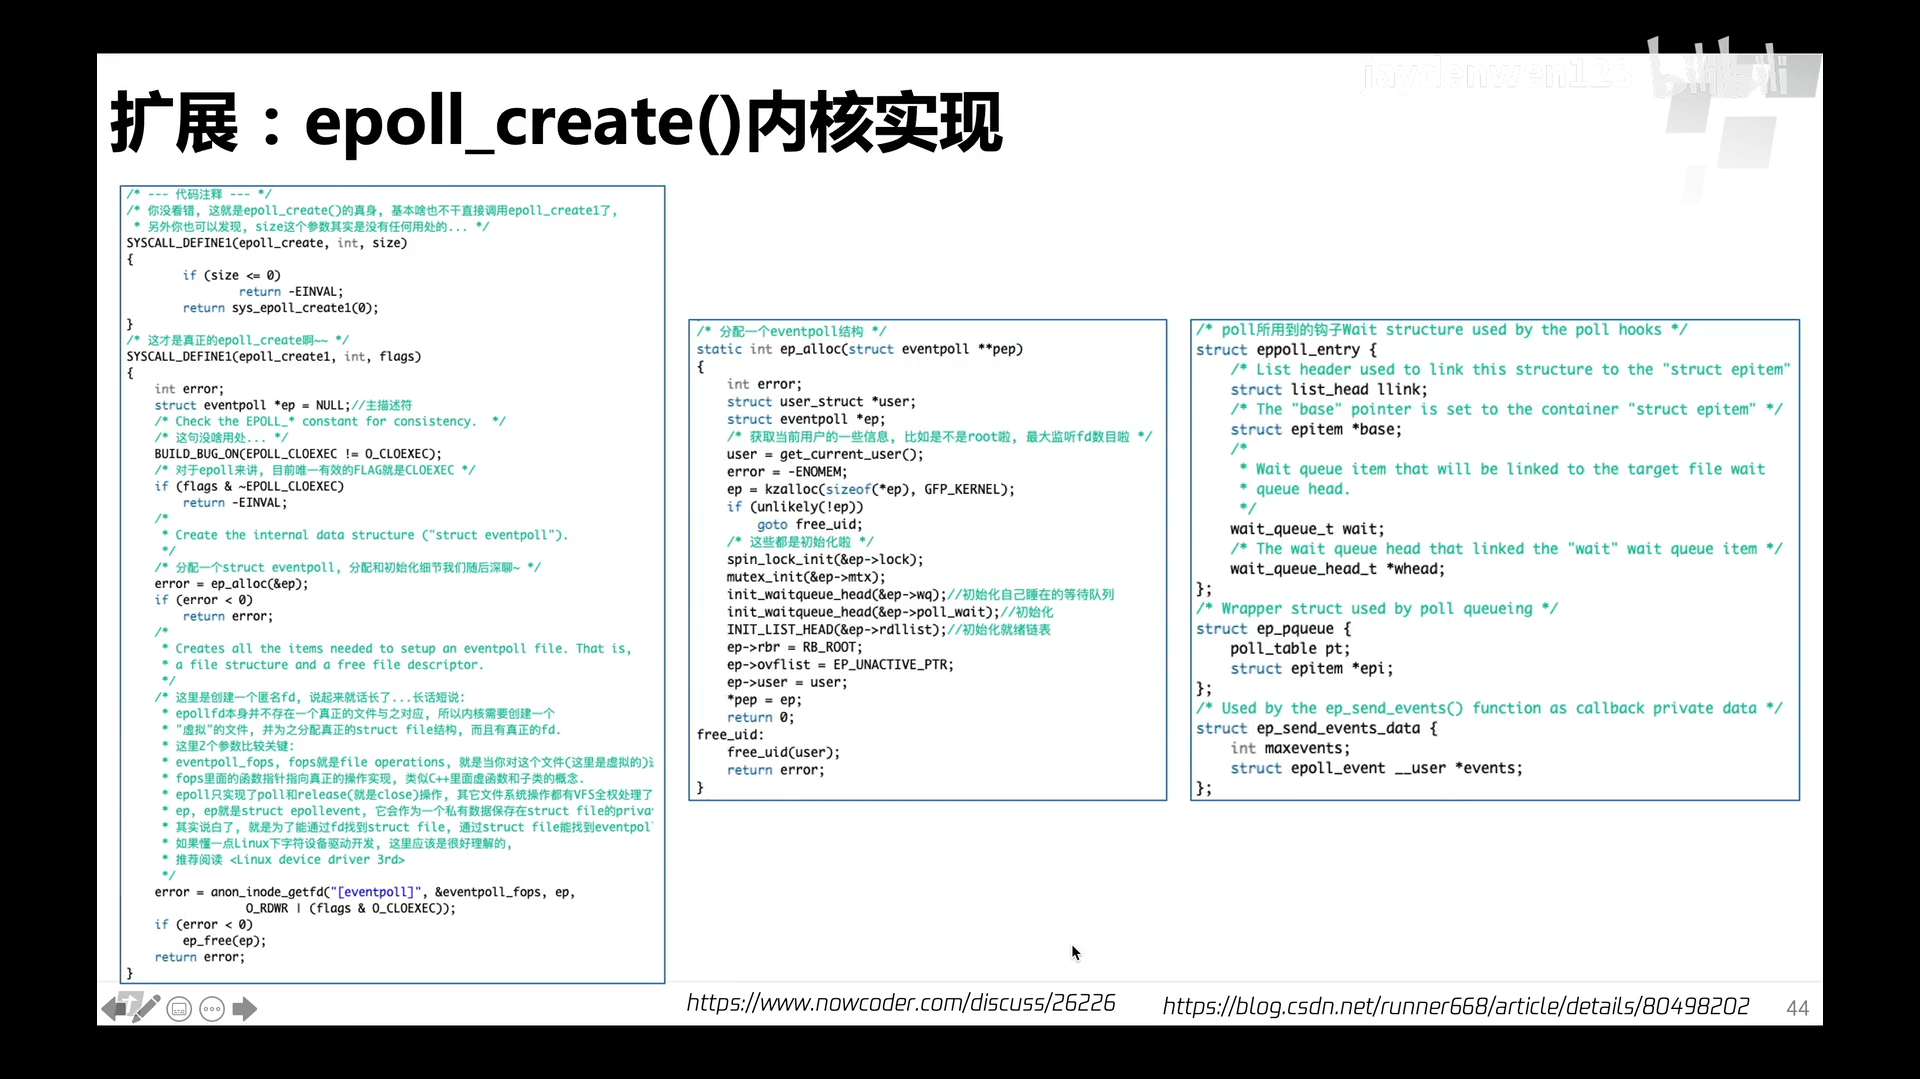 jaydenwen123
bilibili
扩展：epoll_create()内核实现
/* --- 代码注释 --- */
/* 你没看错, 这就是epoll_create()的真身, 基本啥也不干直接调用epoll_create1了,
 * 另外你也可以发现, size这个参数其实是没有任何用处的... */
SYSCALL_DEFINE1(epoll_create, int, size)
{
        if (size <= 0)
                return -EINVAL;
        return sys_epoll_create1(0);
}
/* 这才是真正的epoll_create啊~~ */
SYSCALL_DEFINE1(epoll_create1, int, flags)
{
    int error;
    struct eventpoll *ep = NULL;//主描述符
    /* Check the EPOLL_* constant for consistency.  */
    /* 这句没啥用处... */
    BUILD_BUG_ON(EPOLL_CLOEXEC != O_CLOEXEC);
    /* 对于epoll来讲, 目前唯一有效的FLAG就是CLOEXEC */
    if (flags & ~EPOLL_CLOEXEC)
        return -EINVAL;
    /*
     * Create the internal data structure ("struct eventpoll").
     */
    /* 分配一个struct eventpoll, 分配和初始化细节我们随后深聊~ */
    error = ep_alloc(&ep);
    if (error < 0)
        return error;
    /*
     * Creates all the items needed to setup an eventpoll file. That is,
     * a file structure and a free file descriptor.
     */
    /* 这里是创建一个匿名fd, 说起来就话长了...长话短说:
     * epollfd本身并不存在一个真正的文件与之对应, 所以内核需要创建一个
     * "虚拟"的文件, 并为之分配真正的struct file结构, 而且有真正的fd.
     * 这里2个参数比较关键:
     * eventpoll_fops, fops就是file operations, 就是当你对这个文件(这里是虚拟的)
     * fops里面的函数指针指向真正的操作实现, 类似C++里面虚函数和子类的概念.
     * epoll只实现了poll和release(就是close)操作, 其它文件系统操作都有VFS全权处理了
     * ep, ep就是struct epollevent, 它会作为一个私有数据保存在struct file的priva
     * 其实说白了, 就是为了能通过fd找到struct file, 通过struct file能找到eventpol
     * 如果懂一点Linux下字符设备驱动开发, 这里应该是很好理解的,
     * 推荐阅读 <Linux device driver 3rd>
     */
    error = anon_inode_getfd("[eventpoll]", &eventpoll_fops, ep,
                 O_RDWR | (flags & O_CLOEXEC));
    if (error < 0)
        ep_free(ep);
    return error;
}
/* 分配一个eventpoll结构 */
static int ep_alloc(struct eventpoll **pep)
{
    int error;
    struct user_struct *user;
    struct eventpoll *ep;
    /* 获取当前用户的一些信息, 比如是不是root啦, 最大监听fd数目啦 */
    user = get_current_user();
    error = -ENOMEM;
    ep = kzalloc(sizeof(*ep), GFP_KERNEL);
    if (unlikely(!ep))
        goto free_uid;
    /* 这些都是初始化啦 */
    spin_lock_init(&ep->lock);
    mutex_init(&ep->mtx);
    init_waitqueue_head(&ep->wq);//初始化自己睡在的等待队列
    init_waitqueue_head(&ep->poll_wait);//初始化
    INIT_LIST_HEAD(&ep->rdllist);//初始化就绪链表
    ep->rbr = RB_ROOT;
    ep->ovflist = EP_UNACTIVE_PTR;
    ep->user = user;
    *pep = ep;
    return 0;
free_uid:
    free_uid(user);
    return error;
}
/* poll所用到的钩子Wait structure used by the poll hooks */
struct eppoll_entry {
    /* List header used to link this structure to the "struct epitem"
    struct list_head llink;
    /* The "base" pointer is set to the container "struct epitem" */
    struct epitem *base;
    /*
     * Wait queue item that will be linked to the target file wait
     * queue head.
     */
    wait_queue_t wait;
    /* The wait queue head that linked the "wait" wait queue item */
    wait_queue_head_t *whead;
};
/* Wrapper struct used by poll queueing */
struct ep_pqueue {
    poll_table pt;
    struct epitem *epi;
};
/* Used by the ep_send_events() function as callback private data */
struct ep_send_events_data {
    int maxevents;
    struct epoll_event __user *events;
};
https://www.nowcoder.com/discuss/26226
https://blog.csdn.net/runner668/article/details/80498202
44